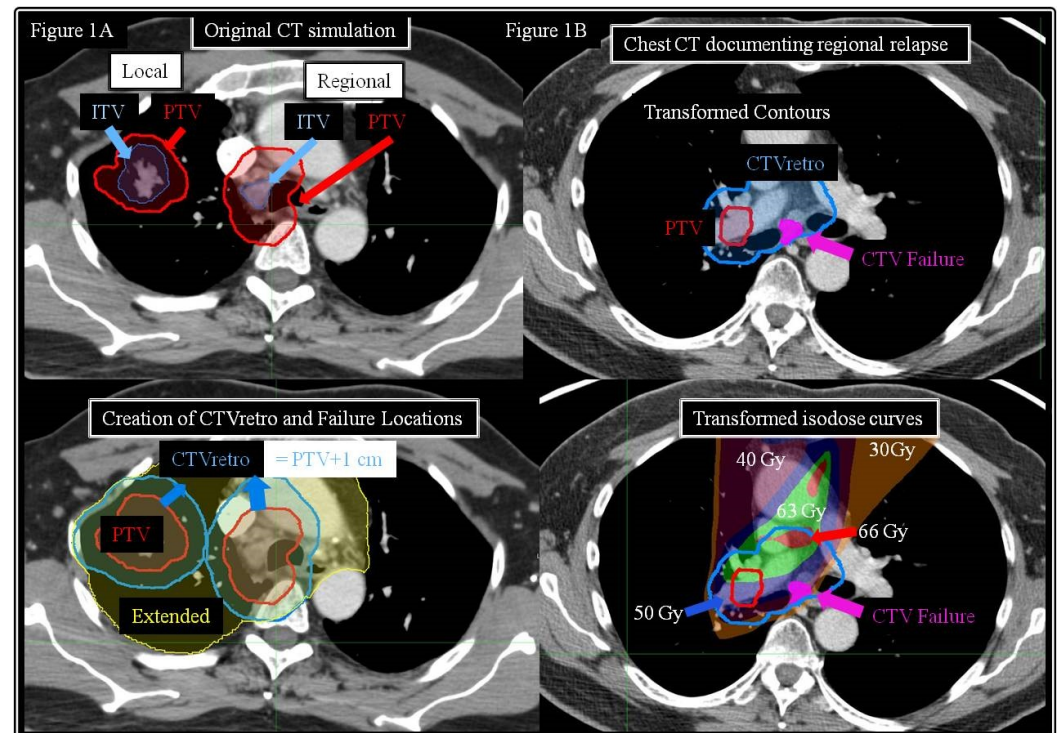 Figure 1A
Original CT simulation
Local
ITV
PTV
Regional
ITV
PTV
Figure 1B
Chest CT documenting regional relapse
Transformed Contours
CTVretro
PTV
CTV Failure
Creation of CTVretro and Failure Locations
CTVretro = PTV+1 cm
PTV
Extended
Transformed isodose curves
40 Gy
30Gy
63 Gy
66 Gy
50 Gy
CTV Failure